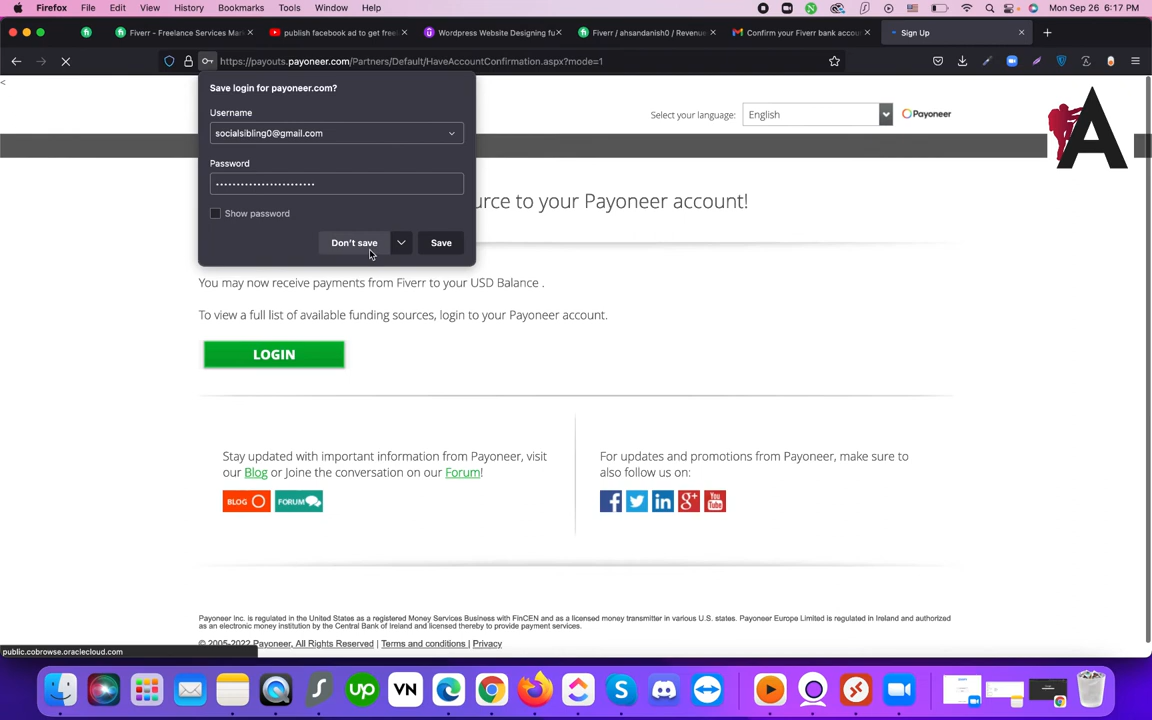 Firefox File Edit View History Bookmarks Tools Window Help Mon Sep 26 6:17 PM
Fiverr - Freelance Services Mar publish facebook ad to get free Wordpress Website Designing fu Fiverr / ahsandanish0 / Revenue Confirm your Fiverr bank accou Sign Up
https://payouts.payoneer.com/Partners/Default/HaveAccountConfirmation.aspx?mode=1
<
Save login for payoneer.com?
Username
socialsibling0@gmail.com
Password
Show password
Don't save Save
Select your language: English Payoneer
A
urce to your Payoneer account!
You may now receive payments from Fiverr to your USD Balance .
To view a full list of available funding sources, login to your Payoneer account.
LOGIN
Stay updated with important information from Payoneer, visit
our Blog or Joine the conversation on our Forum!
BLOG FORUM
For updates and promotions from Payoneer, make sure to
also follow us on:
Payoneer Inc. is regulated in the United States as a registered Money Services Business with FinCEN and as a licensed money transmitter in various U.S. states. Payoneer Europe Limited is regulated in Ireland and authorized
as an electronic money institution by the Central Bank of Ireland and licensed thereby to provide payment services.
© 2005-2022 Payoneer, All Rights Reserved | Terms and conditions | Privacy
public.cobrowse.oraclecloud.com
up VN